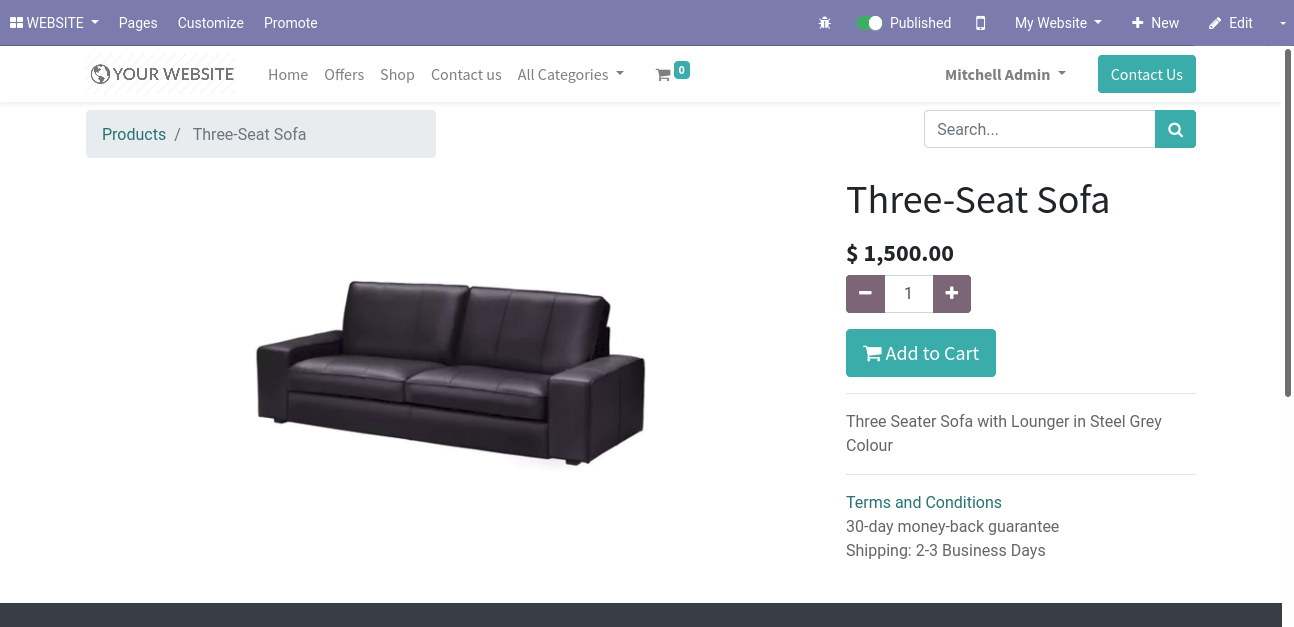 WEBSITE Pages Customize Promote Published My Website New Edit
YOUR WEBSITE Home Offers Shop Contact us All Categories 0 Mitchell Admin Contact Us
Products / Three-Seat Sofa
Search...
Three-Seat Sofa
$ 1,500.00
1
Add to Cart
Three Seater Sofa with Lounger in Steel Grey
Colour
Terms and Conditions
30-day money-back guarantee
Shipping: 2-3 Business Days